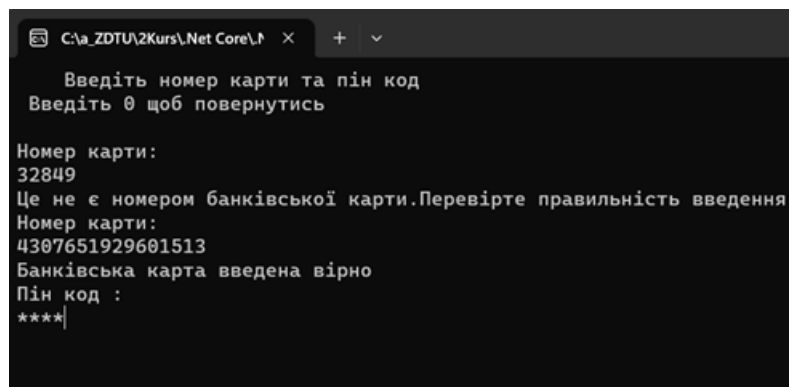 C:\a_ZDTU\2Kurs\.Net Core\.N
Введіть номер карти та пін код
Введіть 0 щоб повернутись
Номер карти:
32849
Це не є номером банківської карти.Перевірте правильність введення
Номер карти:
4307651929601513
Банківська карта введена вірно
Пін код :
****